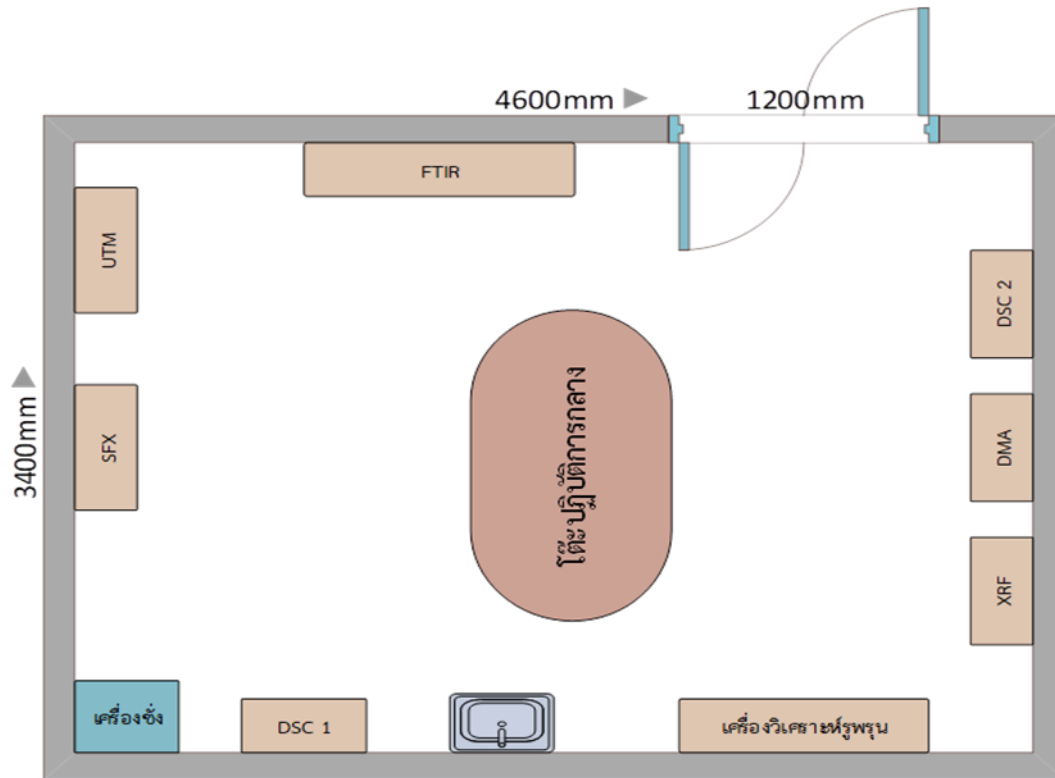 4600mm
1200mm
FTIR
UTM
DSC 2
3400mm
SFX
โต๊ะปฏิบัติการกลาง
DMA
XRF
เครื่องชั่ง
DSC 1
เครื่องวิเคราะห์รูพรุน